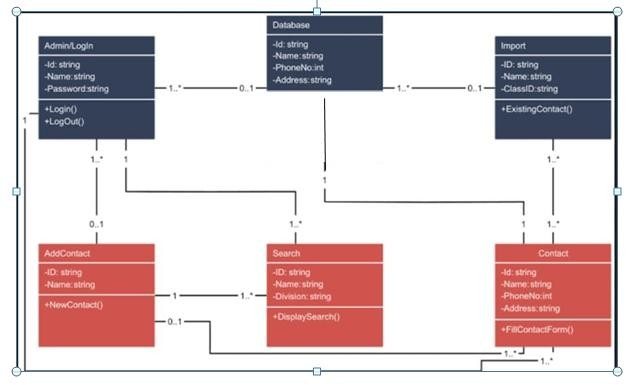 Database
-Id: string
-Name:string
-PhoneNo:int
-Address:string
Admin/LogIn
-Id: string
-Name:string
-Password:string
+Login()
+LogOut()
Import
-ID: string
-Name: string
-ClassID:string
+ExistingContact()
1..*
0..1
1..*
0..1
1
1..*
1
1
1..*
0..1
1..*
1
1..*
AddContact
-ID: string
-Name: string
+NewContact()
Search
-ID: string
-Name: string
-Division: string
+DisplaySearch()
Contact
-Id: string
-Name: string
-PhoneNo:int
-Address:string
+FillContactForm()
1
1..*
0..1
1..*
1..*